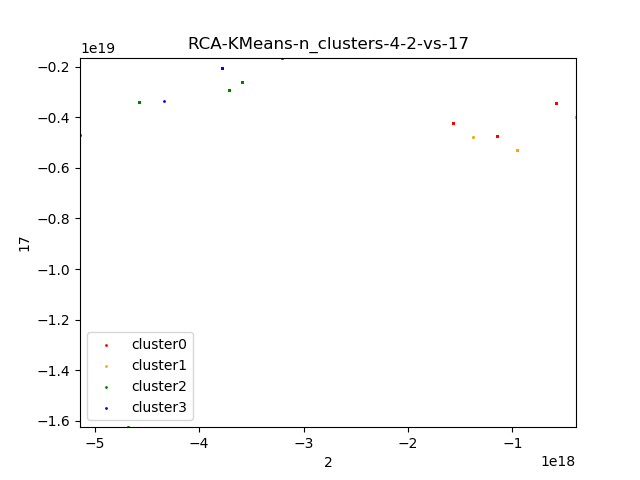 RCA-KMeans-n_clusters-4-2-vs-17
1e19
−0.2
−0.4
−0.6
−0.8
−1.0
−1.2
−1.4
−1.6
17
cluster0
cluster1
cluster2
cluster3
−5
−4
−3
−2
−1
2
1e18